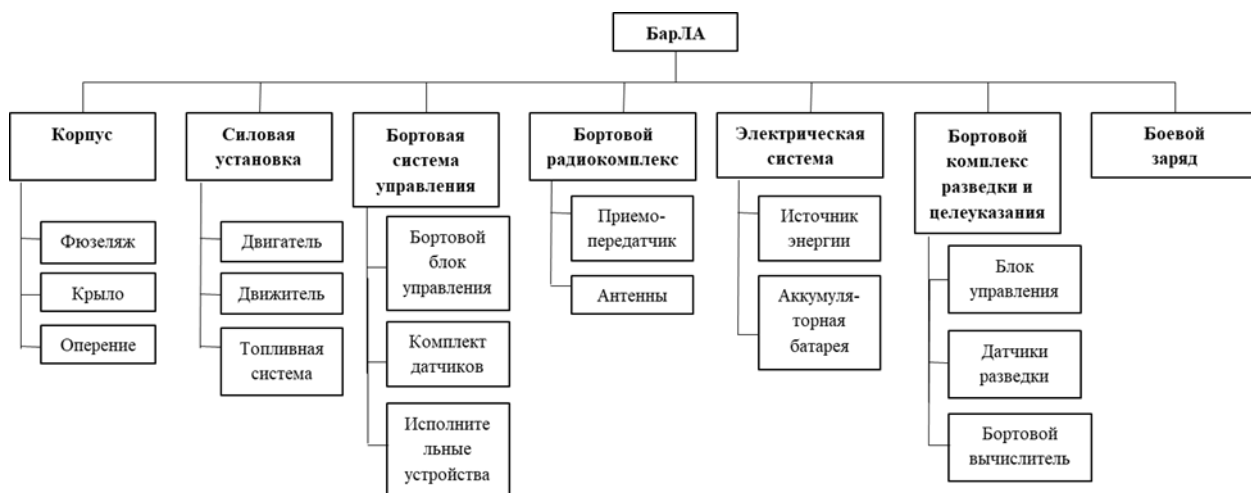 БарЛА
Корпус
Силовая
установка
Бортовая
система
управления
Бортовой
радиокомплекс
Электрическая
система
Бортовой
комплекс
разведки и
целеуказания
Боевой
заряд
Фюзеляж
Крыло
Оперение
Двигатель
Движитель
Топливная
система
Бортовой
блок
управления
Комплект
датчиков
Исполните
льные
устройства
Приемо-
передатчик
Антенны
Источник
энергии
Аккумуля-
торная
батарея
Блок
управления
Датчики
разведки
Бортовой
вычислитель